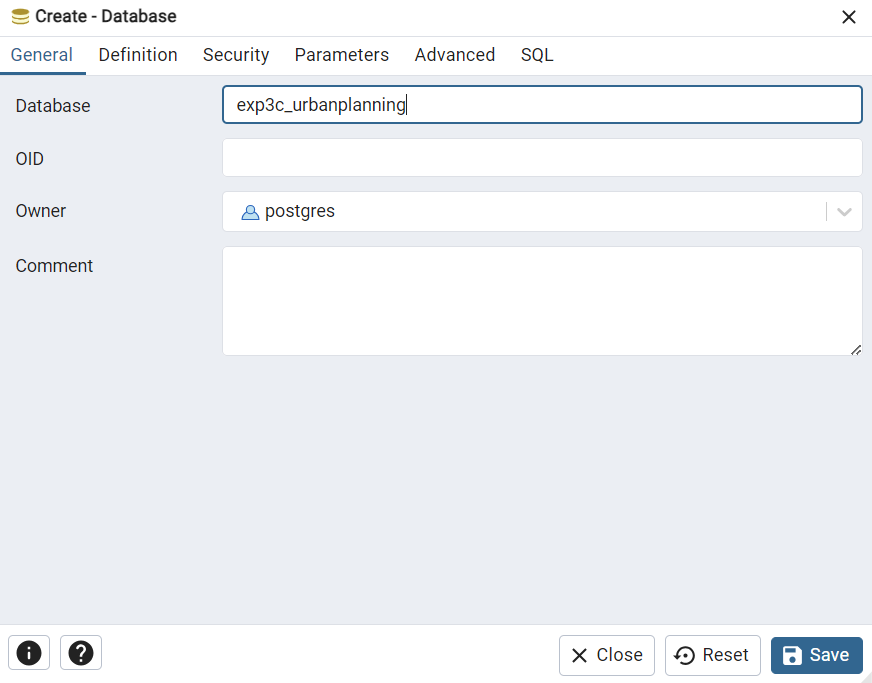 Create - Database
General Definition Security Parameters Advanced SQL
Database exp3c_urbanplanning
OID
Owner postgres
Comment
Close Reset Save